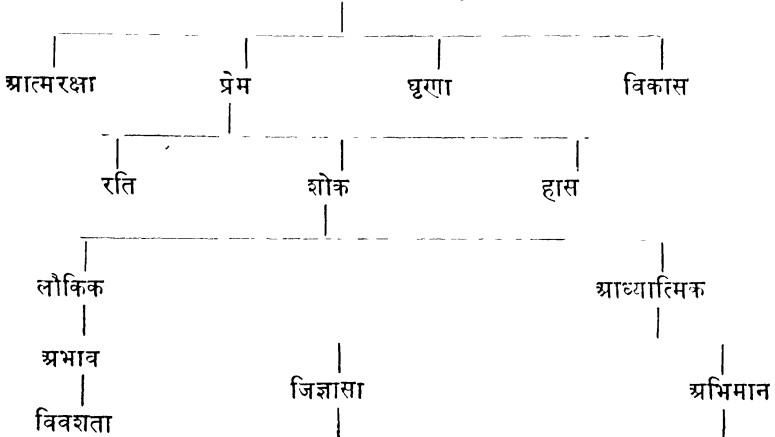 आत्मरक्षा प्रेम घृणा विकास
रति शोक हास
लौकिक आध्यात्मिक
अभाव
जिज्ञासा अभिमान
विवशता